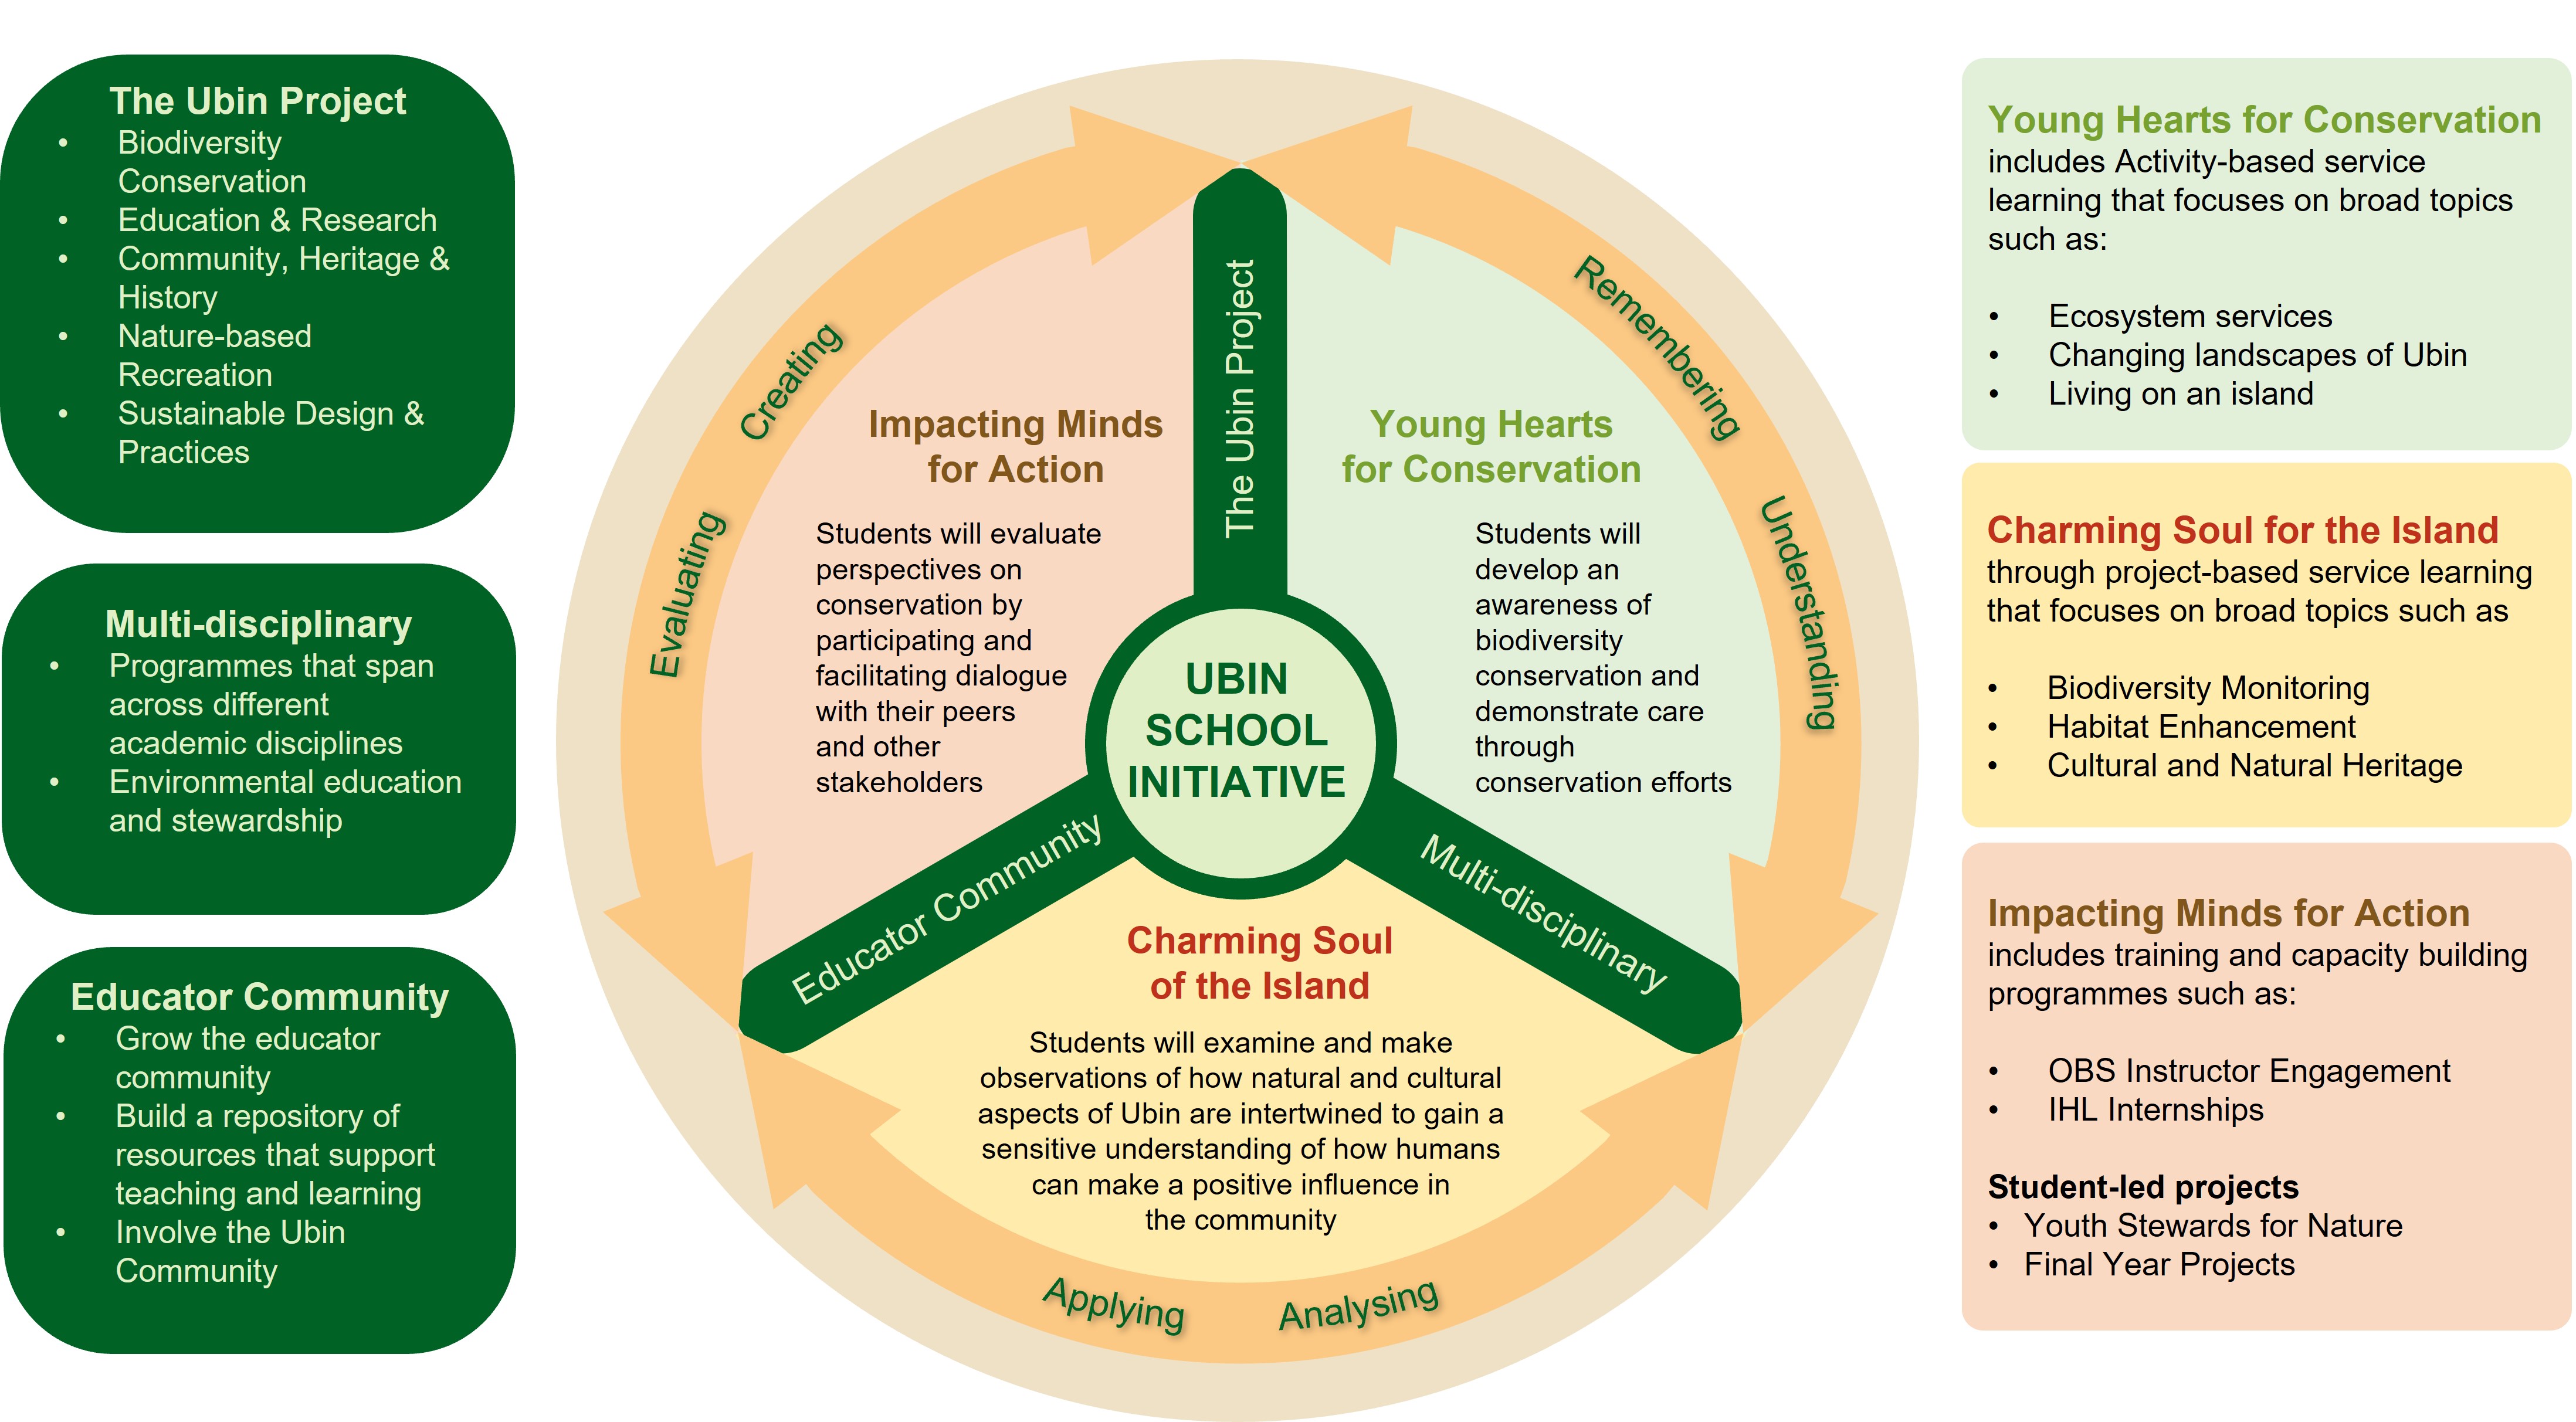 The Ubin Project
• Biodiversity
Conservation
• Education & Research
• Community, Heritage &
History
• Nature-based
Recreation
• Sustainable Design &
Practices
Multi-disciplinary
• Programmes that span
across different
academic disciplines
• Environmental education
and stewardship
Educator Community
• Grow the educator
community
• Build a repository of
resources that support
teaching and learning
• Involve the Ubin
Community
Creating
Evaluating
Remembering
Understanding
Applying
Analysing
Impacting Minds
for Action
Students will evaluate
perspectives on
conservation by
participating and
facilitating dialogue
with their peers
and other
stakeholders
The Ubin Project
Young Hearts
for Conservation
Students will
develop an
awareness of
biodiversity
conservation and
demonstrate care
through
conservation efforts
UBIN
SCHOOL
INITIATIVE
Educator Community
Multi-disciplinary
Charming Soul
of the Island
Students will examine and make
observations of how natural and cultural
aspects of Ubin are intertwined to gain a
sensitive understanding of how humans
can make a positive influence in
the community
Young Hearts for Conservation
includes Activity-based service
learning that focuses on broad topics
such as:
• Ecosystem services
• Changing landscapes of Ubin
• Living on an island
Charming Soul for the Island
through project-based service learning
that focuses on broad topics such as
• Biodiversity Monitoring
• Habitat Enhancement
• Cultural and Natural Heritage
Impacting Minds for Action
includes training and capacity building
programmes such as:
• OBS Instructor Engagement
• IHL Internships
Student-led projects
• Youth Stewards for Nature
• Final Year Projects